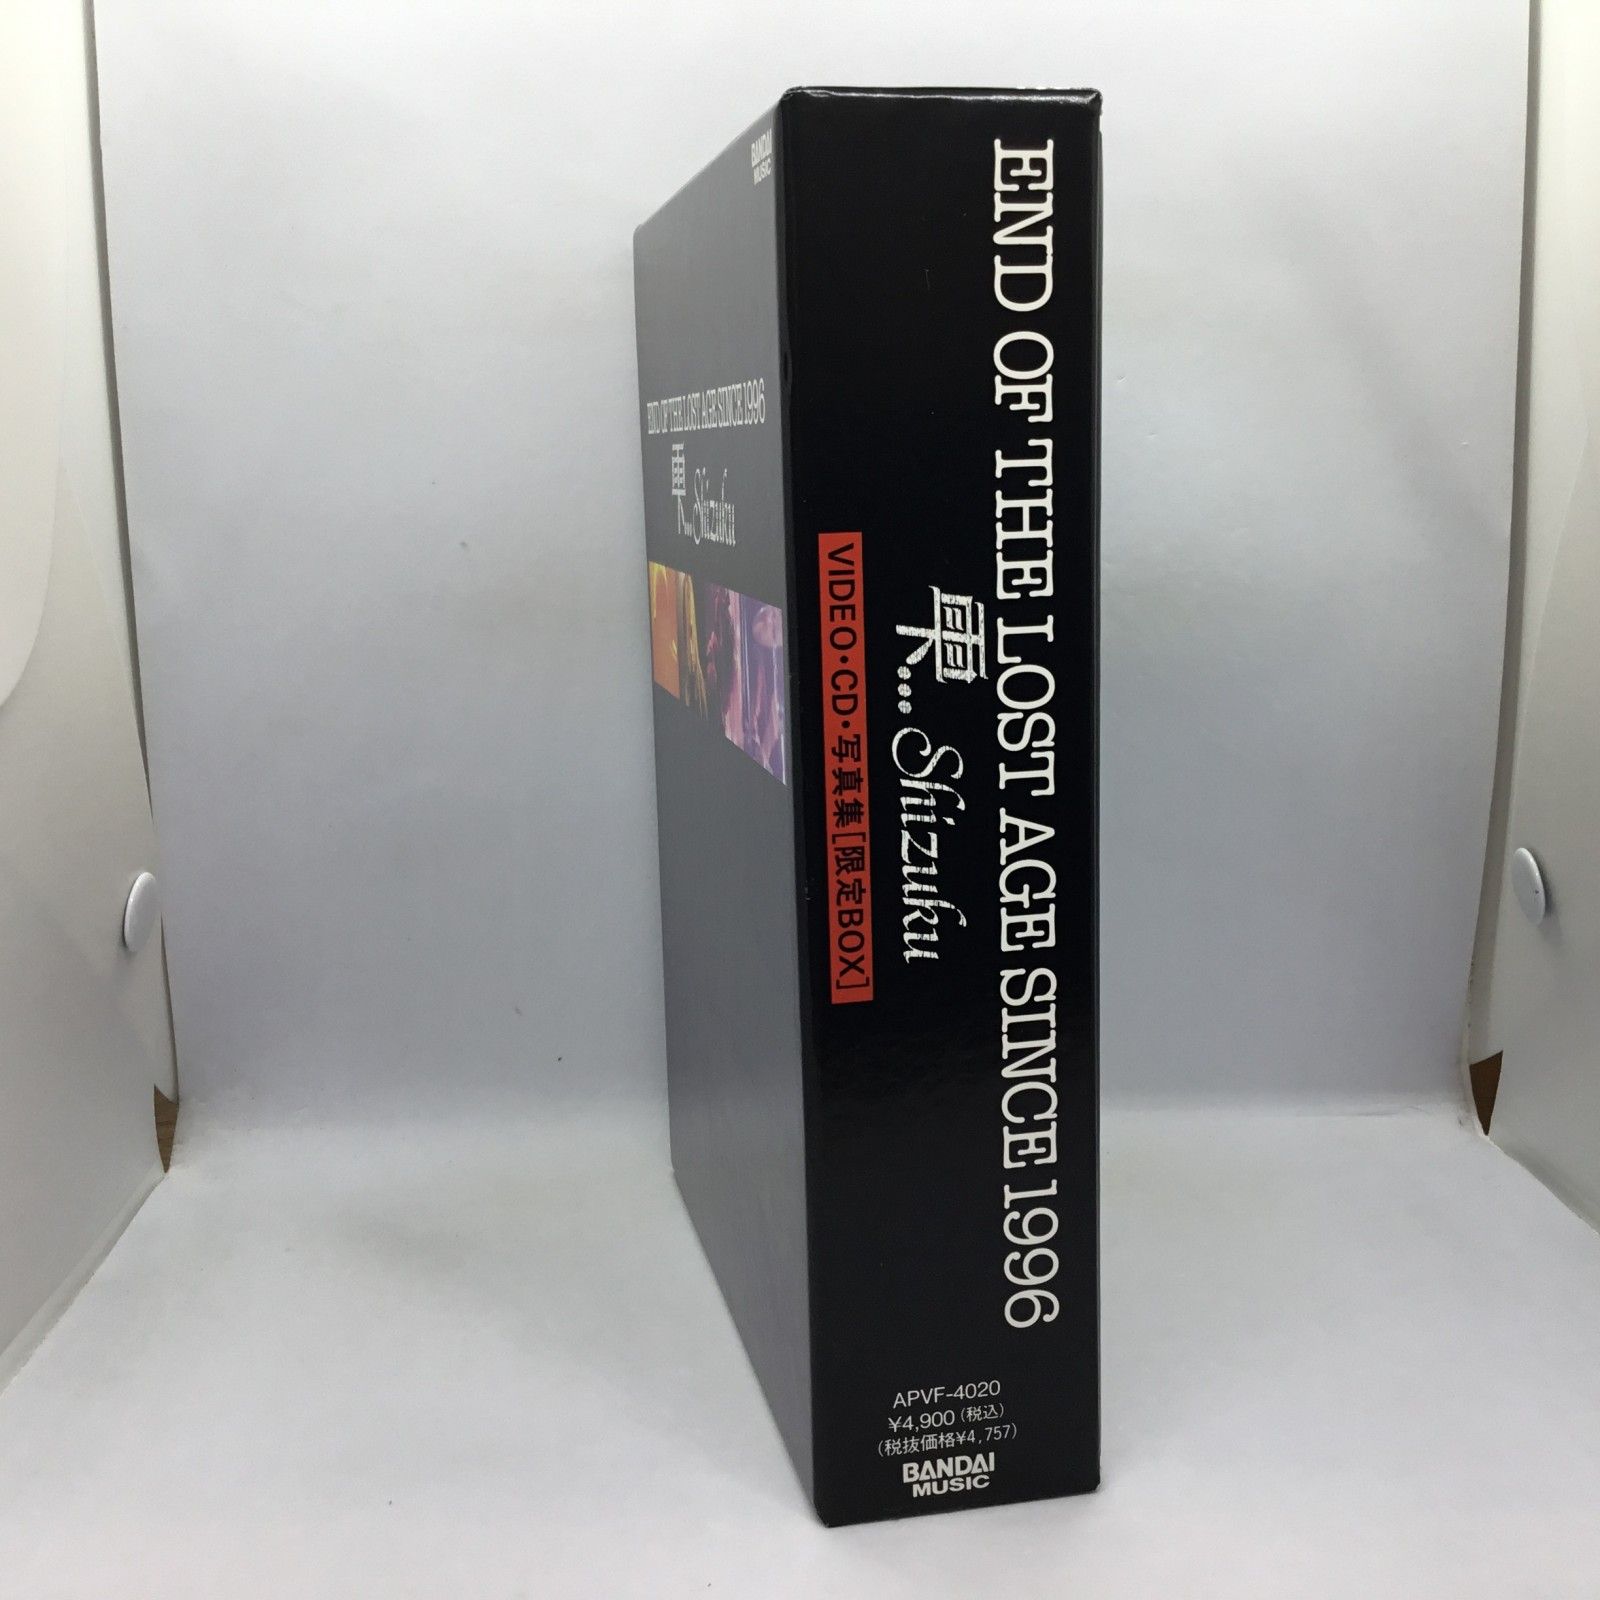 BANDAI
MUSIC
END OF THE LOST AGE SINCE 1996
雫...Shizuku
END OF THE LOST AGE SINCE 1996
雫...Shizuku
VIDEO・CD・写真集[限定BOX]
APVF-4020
¥4,900(税込)
(税抜価格¥4,757)
BANDAI
MUSIC